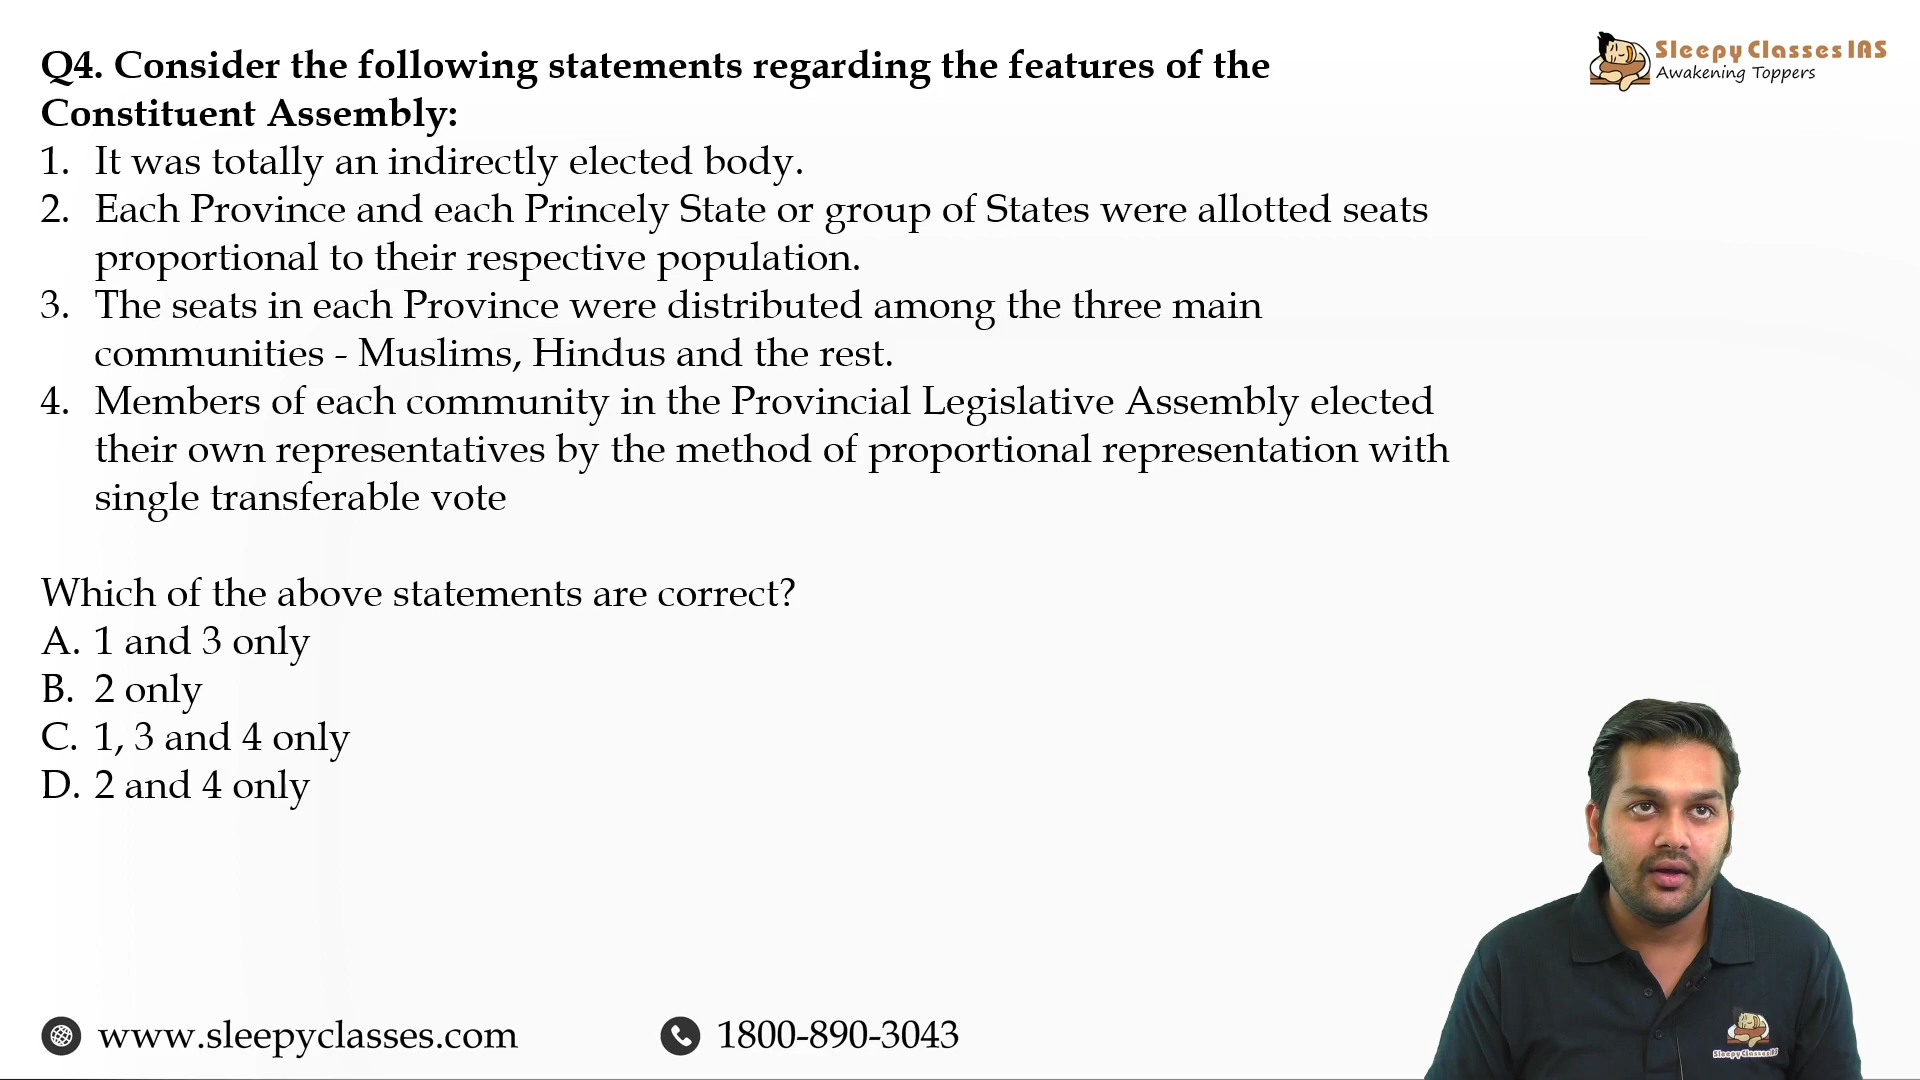 Q4. Consider the following statements regarding the features of the
Constituent Assembly:
1. It was totally an indirectly elected body.
2. Each Province and each Princely State or group of States were allotted seats
proportional to their respective population.
3. The seats in each Province were distributed among the three main
communities - Muslims, Hindus and the rest.
4. Members of each community in the Provincial Legislative Assembly elected
their own representatives by the method of proportional representation with
single transferable vote
Which of the above statements are correct?
A. 1 and 3 only
B. 2 only
C. 1, 3 and 4 only
D. 2 and 4 only
Sleepy Classes IAS
Awakening Toppers
Sleepy Classes IAS
www.sleepyclasses.com
1800-890-3043